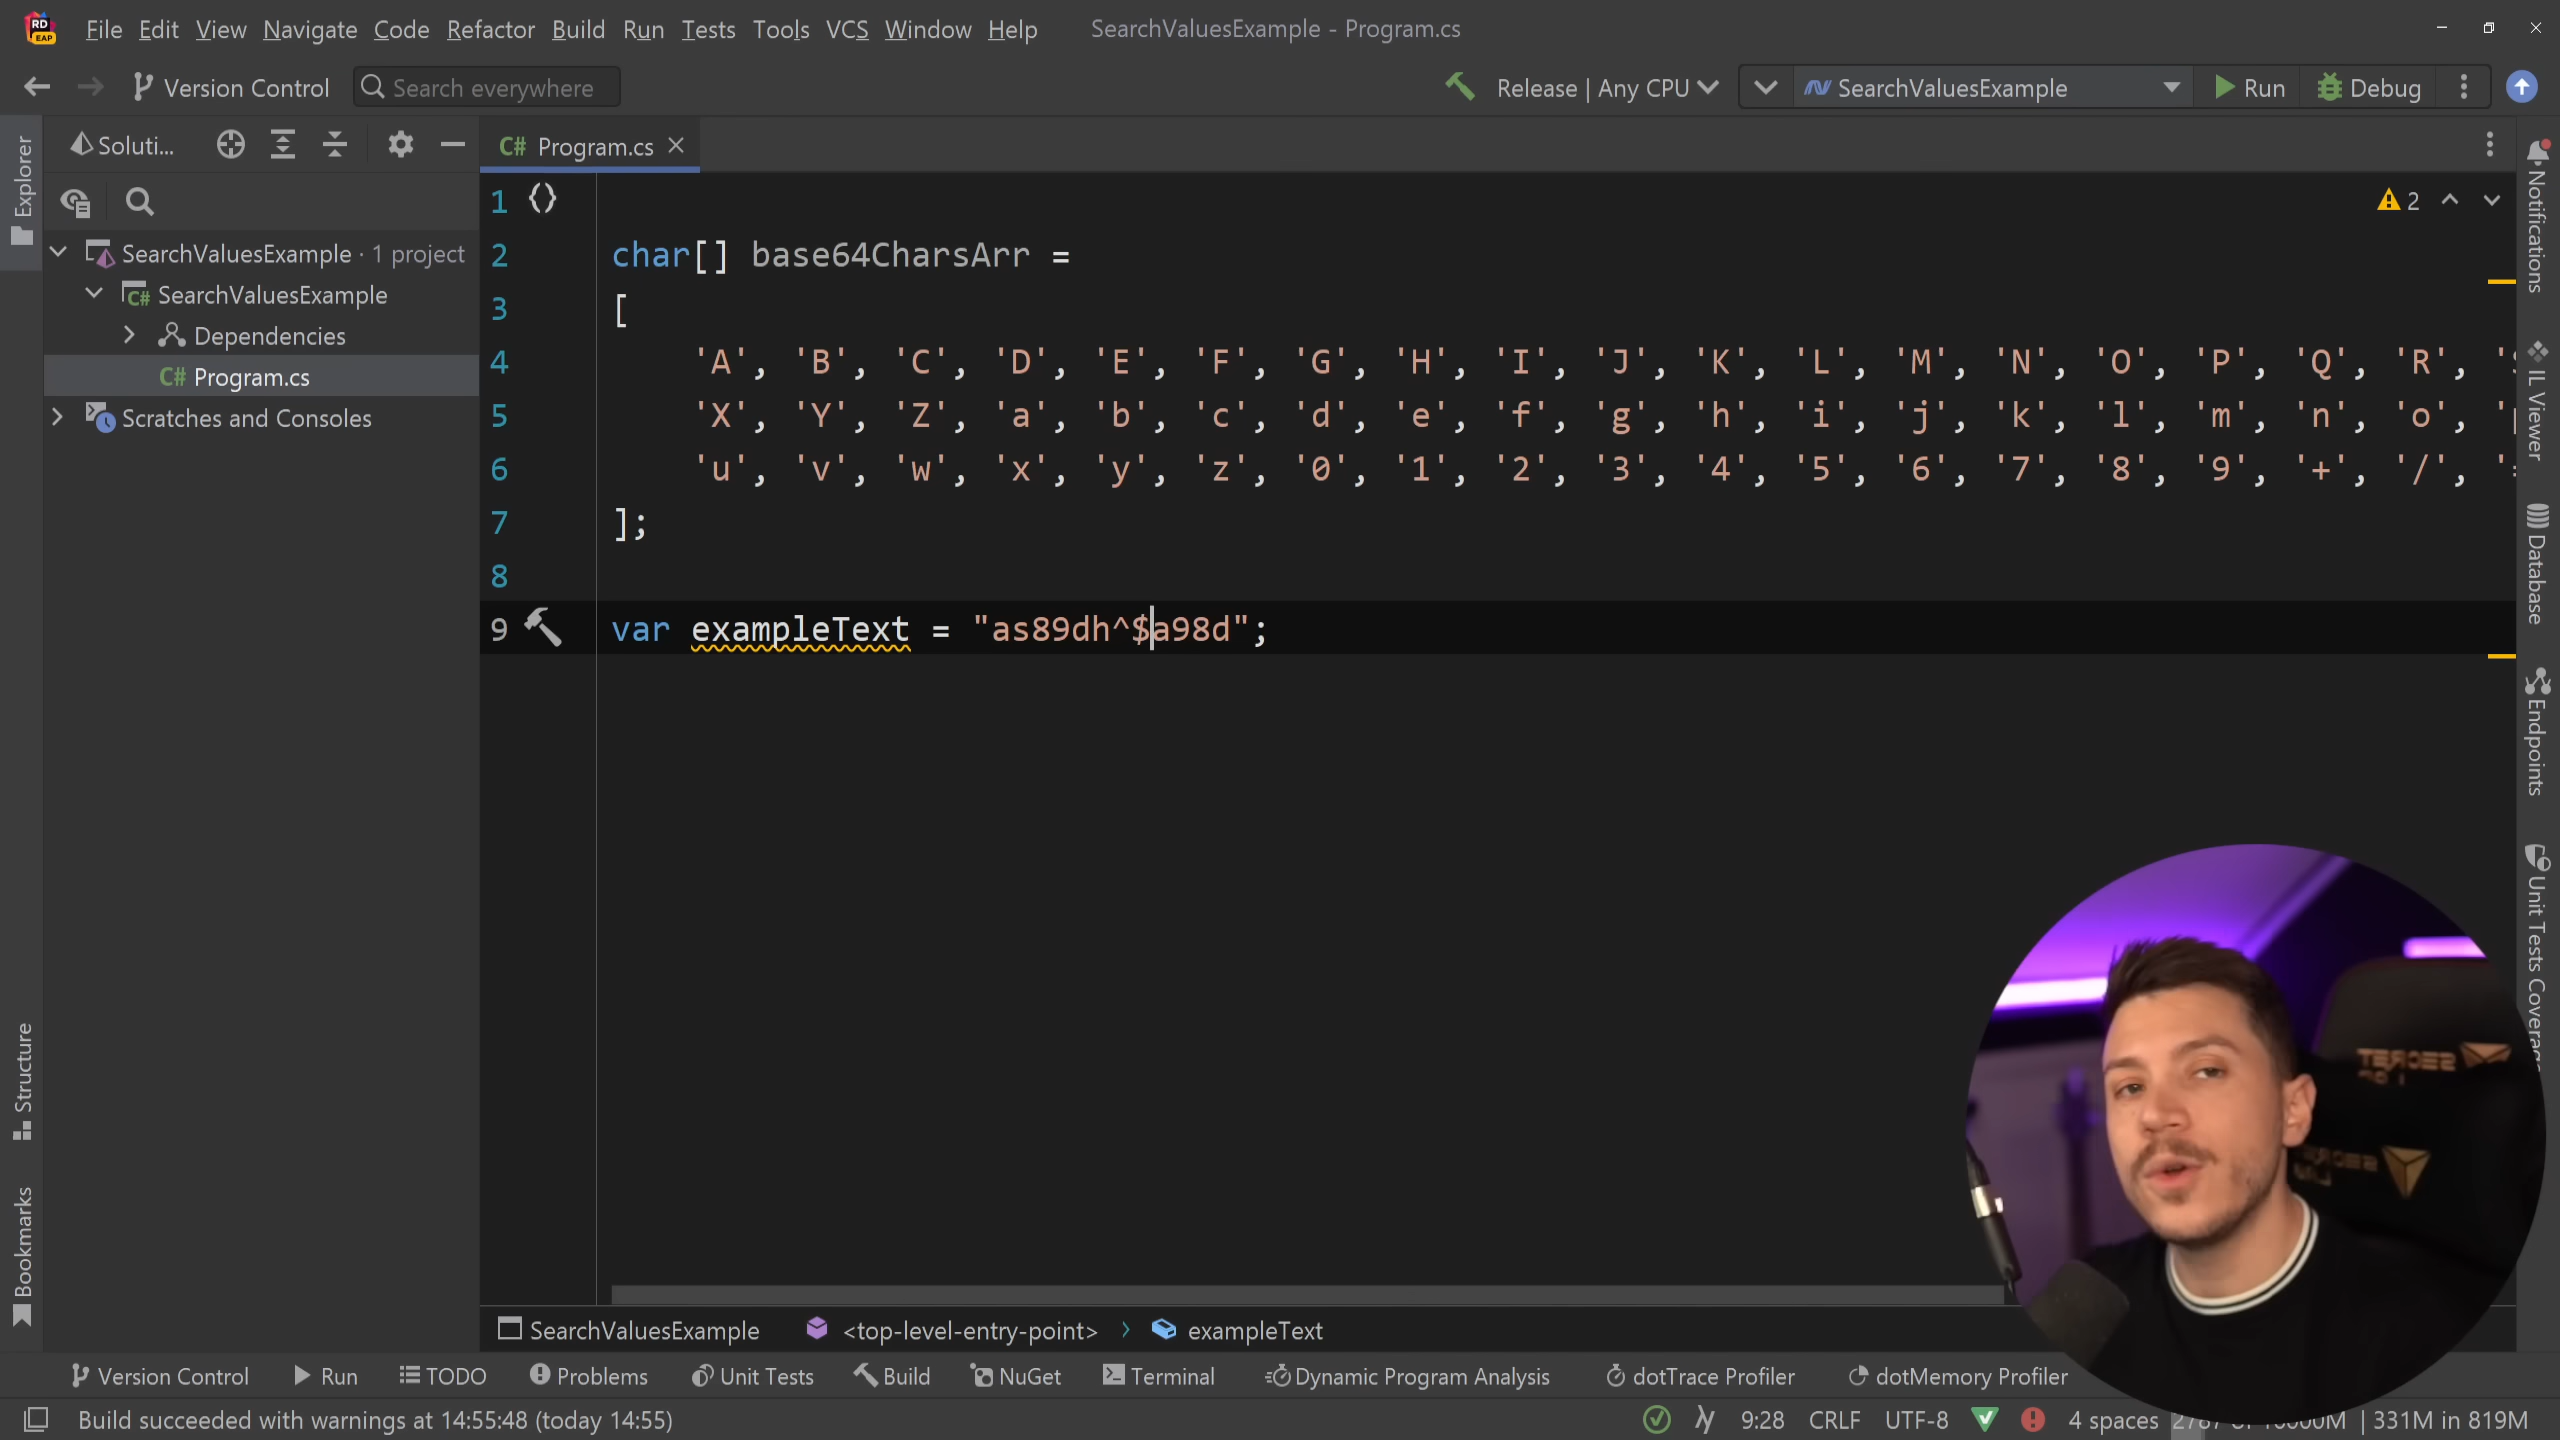 File Edit View Navigate Code Refactor Build Run Tests Tools VCS Window Help SearchValuesExample - Program.cs
Version Control Search everywhere Release | Any CPU SearchValuesExample Run Debug
Explorer
Soluti...
C# Program.cs
Notifications
SearchValuesExample · 1 project
C# SearchValuesExample
Dependencies
C# Program.cs
Scratches and Consoles
1 {} 2
2 char[] base64CharsArr =
3 [
4 'A', 'B', 'C', 'D', 'E', 'F', 'G', 'H', 'I', 'J', 'K', 'L', 'M', 'N', 'O', 'P', 'Q', 'R',
5 'X', 'Y', 'Z', 'a', 'b', 'c', 'd', 'e', 'f', 'g', 'h', 'i', 'j', 'k', 'l', 'm', 'n', 'o',
6 'u', 'v', 'w', 'x', 'y', 'z', '0', '1', '2', '3', '4', '5', '6', '7', '8', '9', '+', '/',
7 ];
8
9 var exampleText = "as89dh^$a98d";
IL Viewer
Database
Endpoints
Unit Tests Coverage
Structure
Bookmarks
SECRET
SearchValuesExample <top-level-entry-point> › exampleText
Version Control Run TODO Problems Unit Tests Build NuGet Terminal Dynamic Program Analysis dotTrace Profiler dotMemory Profiler
Build succeeded with warnings at 14:55:48 (today 14:55) 9:28 CRLF UTF-8 4 spaces | 331M in 819M